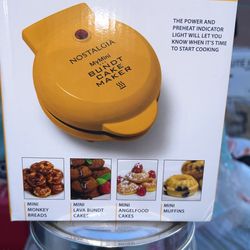 THE POWER AND
PREHEAT INDICATOR
LIGHT WILL LET YOU
KNOW WHEN IT'S TIME
TO START COOKING
NOSTALGIA
MyMini
BUNDT
CAKE
MAKER
MINI
MONKEY
BREADS
MINI
LAVA BUNDT
CAKES
MINI
ANGELFOOD
CAKES
MINI
MUFFINS